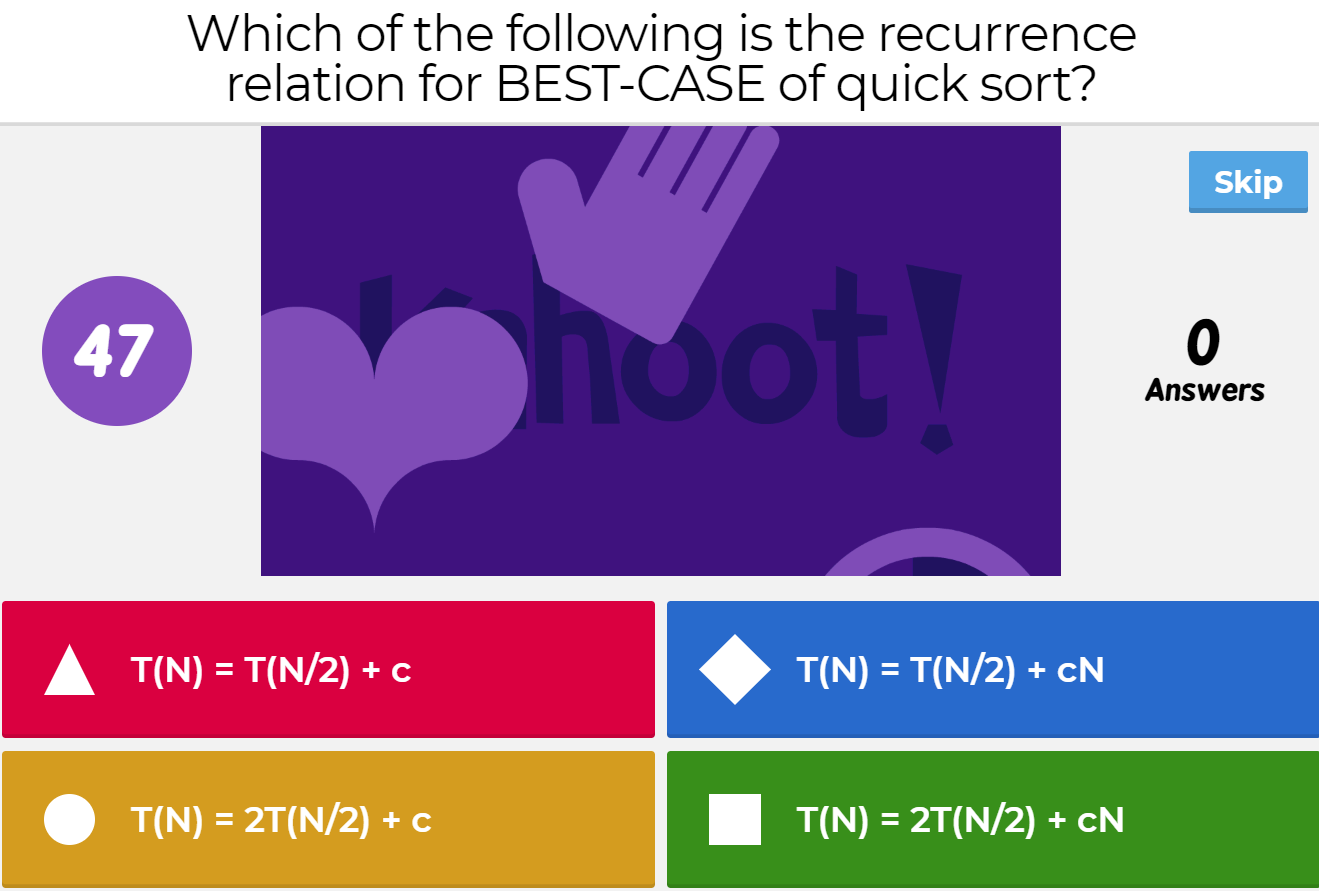 Which of the following is the recurrence
relation for BEST-CASE of quick sort?
Skip
47
Kahoot!
0
Answers
T(N) = T(N/2) + c
T(N) = T(N/2) + cN
T(N) = 2T(N/2) + c
T(N) = 2T(N/2) + cN